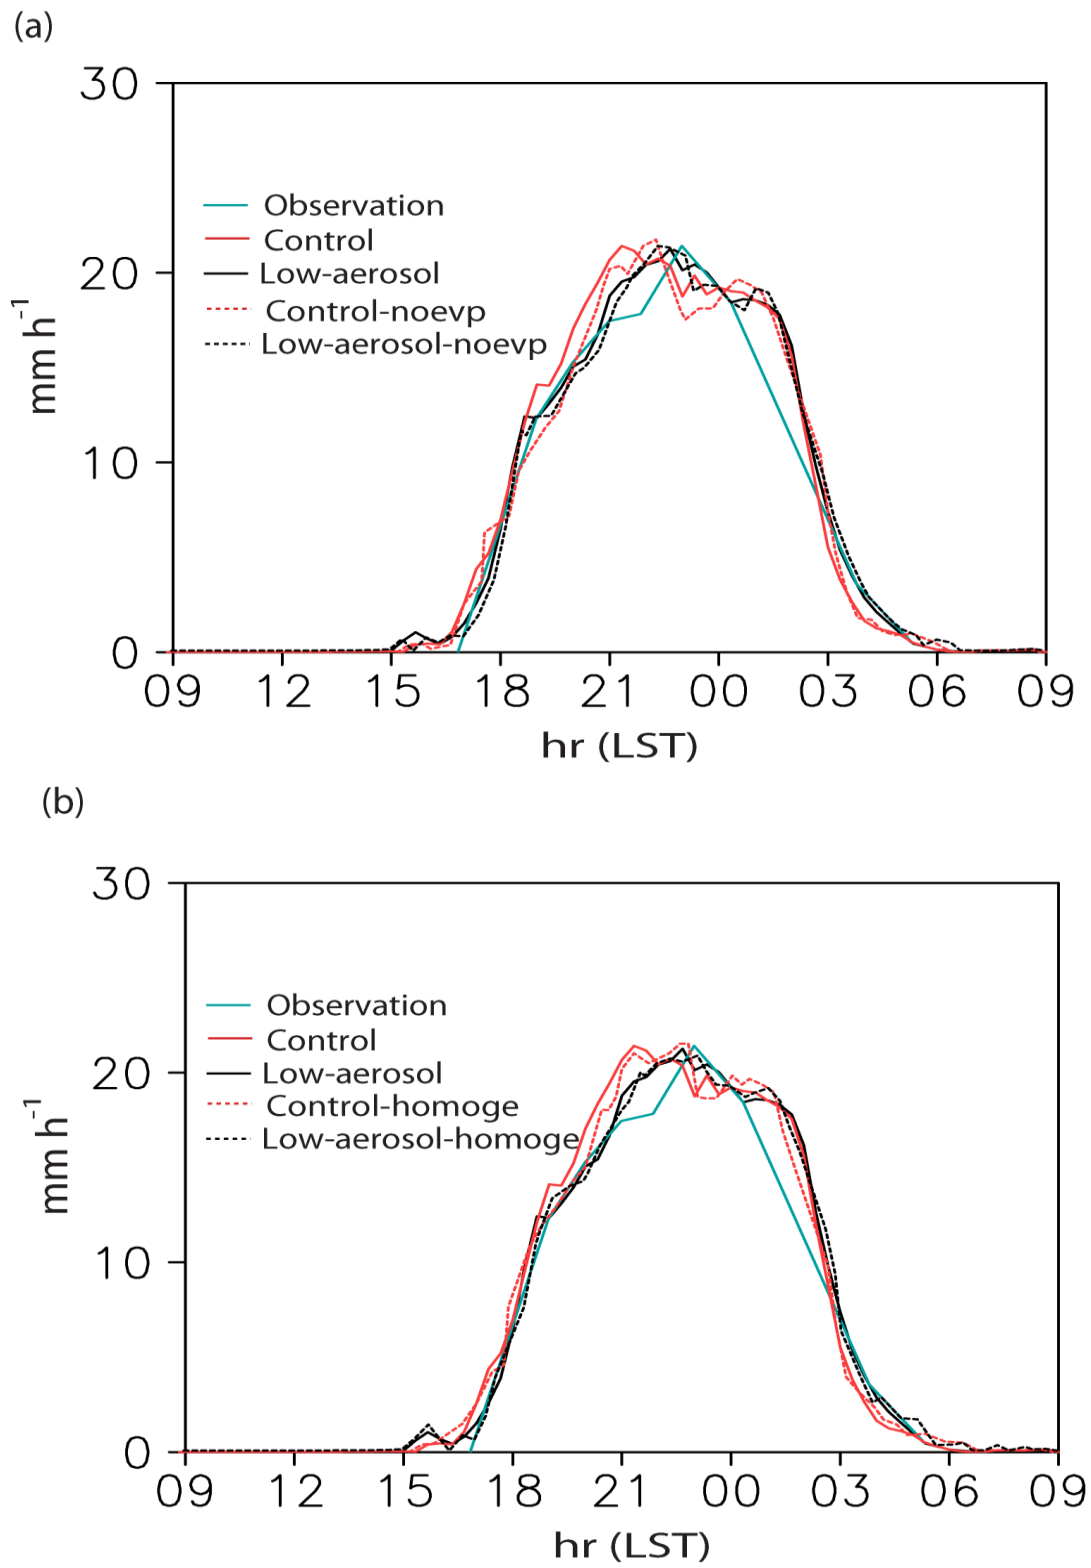 (a)
30
Observation
Control
20
Low-aerosol
Control-noevp
Low-aerosol-noevp
mm h-1
10
0
09 12 15 18 21 00 03 06 09
hr (LST)
(b)
30
Observation
Control
20
Low-aerosol
Control-homoge
Low-aerosol-homoge
mm h-1
10
0
09 12 15 18 21 00 03 06 09
hr (LST)